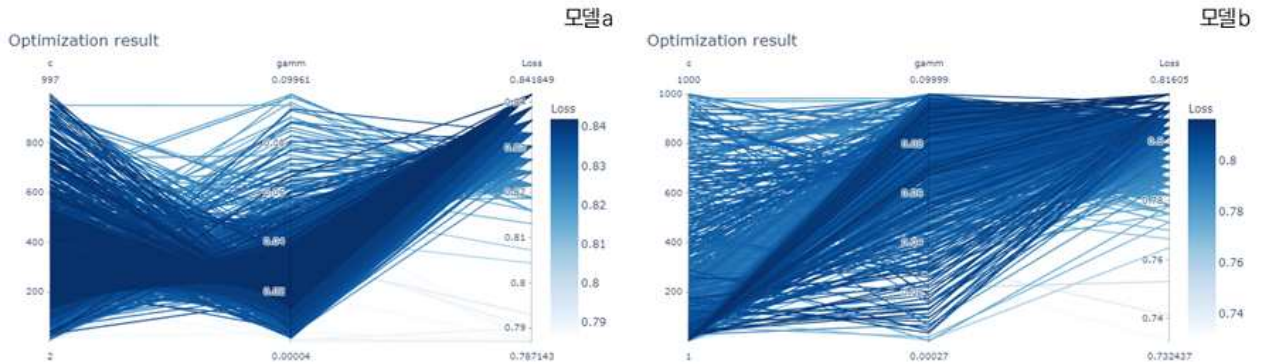 모델a
Optimization result
c gamm Loss
997 0.09961 0.841849
Loss
0.84
800
0.83
600
0.82
400 0.04 0.81
0.81
200 0.8
0.8
0.79
0.79
2 0.00004 0.787143
모델b
Optimization result
c gamm Loss
1000 0.09999 0.81605
1000
Loss
800
0.8
600
0.78
400
0.76
0.76
200
0.74
0.74
1 0.00027 0.732437